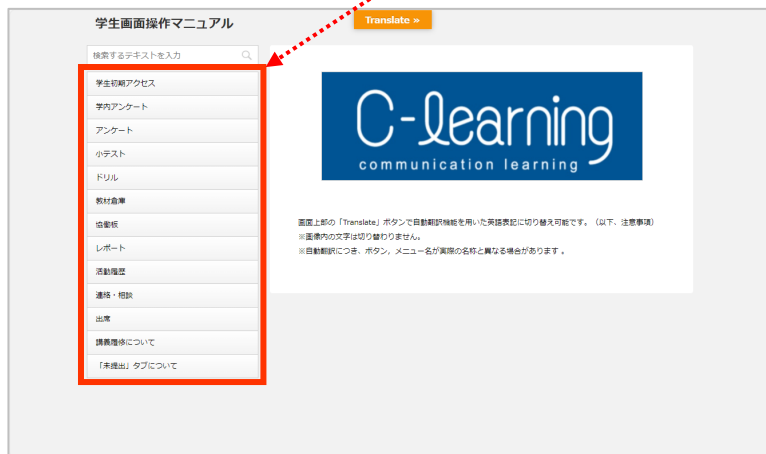 学生画面操作マニュアル
Translate »
検索するテキストを入力
学生初期アクセス
学内アンケート
アンケート
小テスト
ドリル
教材倉庫
協働板
レポート
活動履歴
連絡・相談
出席
講義履修について
「未提出」タブについて
C-learning
communication learning
画面上部の「Translate」ボタンで自動翻訳機能を用いた英語表記に切り替え可能です。（以下、注意事項）
※画像内の文字は切り替わりません。
※自動翻訳につき、ボタン，メニュー名が実際の名称と異なる場合があります 。